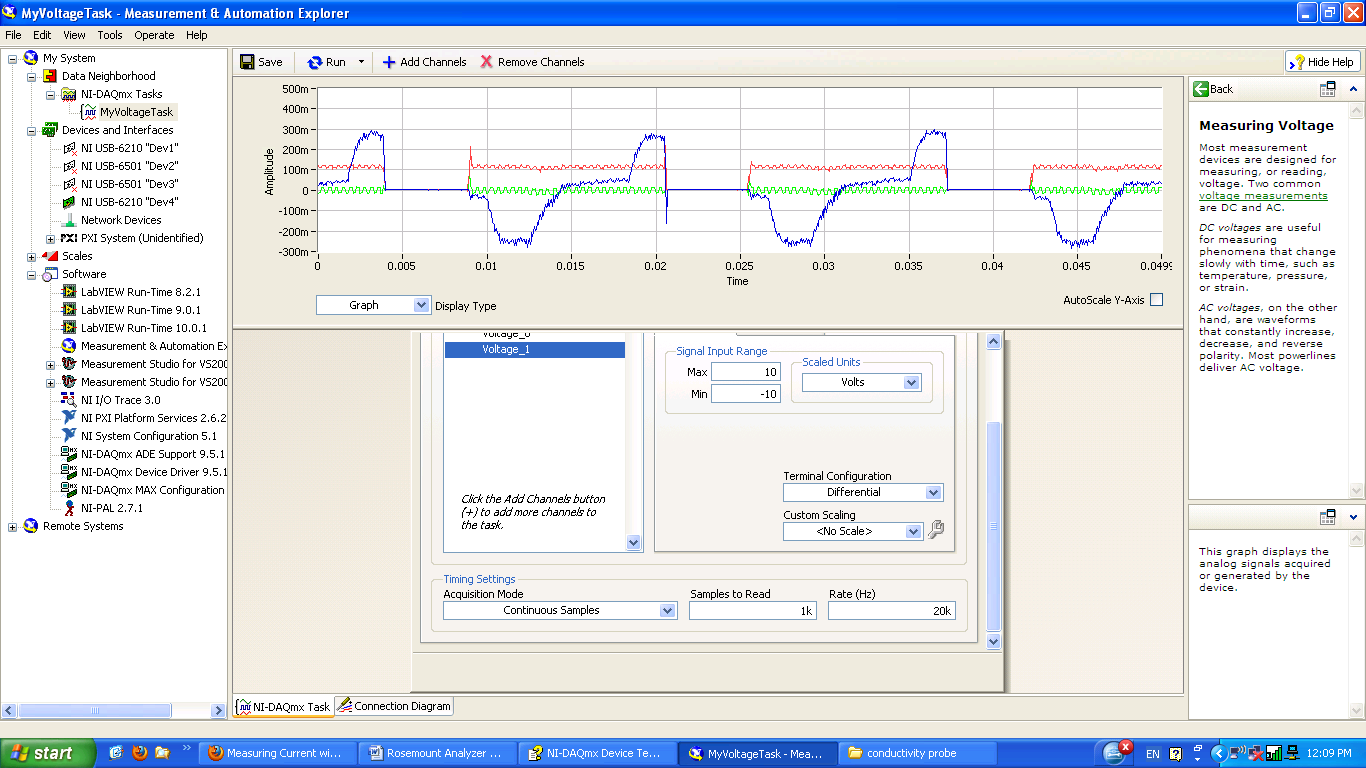 MyVoltageTask - Measurement & Automation Explorer
File Edit View Tools Operate Help
My System
Data Neighborhood
NI-DAQmx Tasks
MyVoltageTask
Devices and Interfaces
NI USB-6210 "Dev1"
NI USB-6501 "Dev2"
NI USB-6501 "Dev3"
NI USB-6210 "Dev4"
Network Devices
PXI PXI System (Unidentified)
Scales
Software
LabVIEW Run-Time 8.2.1
LabVIEW Run-Time 9.0.1
LabVIEW Run-Time 10.0.1
Measurement & Automation Ex
Measurement Studio for VS200
Measurement Studio for VS200
NI I/O Trace 3.0
NI PXI Platform Services 2.6.2
NI System Configuration 5.1
NI-DAQmx ADE Support 9.5.1
NI-DAQmx Device Driver 9.5.1
NI-DAQmx MAX Configuration
NI-PAL 2.7.1
Remote Systems
Save Run Add Channels Remove Channels Hide Help
500m
400m
300m
200m
100m
0
-100m
-200m
-300m
Amplitude
0 0.005 0.01 0.015 0.02 0.025 0.03 0.035 0.04 0.045 0.049
Time
Graph Display Type AutoScale Y-Axis
Voltage_0
Voltage_1
Click the Add Channels button
(+) to add more channels to
the task.
Signal Input Range
Max 10
Min -10
Scaled Units
Volts
Terminal Configuration
Differential
Custom Scaling
<No Scale>
Timing Settings
Acquisition Mode Samples to Read Rate (Hz)
Continuous Samples 1k 20k
NI-DAQmx Task Connection Diagram
Back
Measuring Voltage
Most measurement
devices are designed for
measuring, or reading,
voltage. Two common
voltage measurements
are DC and AC.
DC voltages are useful
for measuring
phenomena that change
slowly with time, such as
temperature, pressure,
or strain.
AC voltages, on the other
hand, are waveforms
that constantly increase,
decrease, and reverse
polarity. Most powerlines
deliver AC voltage.
This graph displays the
analog signals acquired
or generated by the
device.
start Measuring Current wi... Rosemount Analyzer ... NI-DAQmx Device Te... MyVoltageTask - Mea... conductivity probe EN 12:09 PM